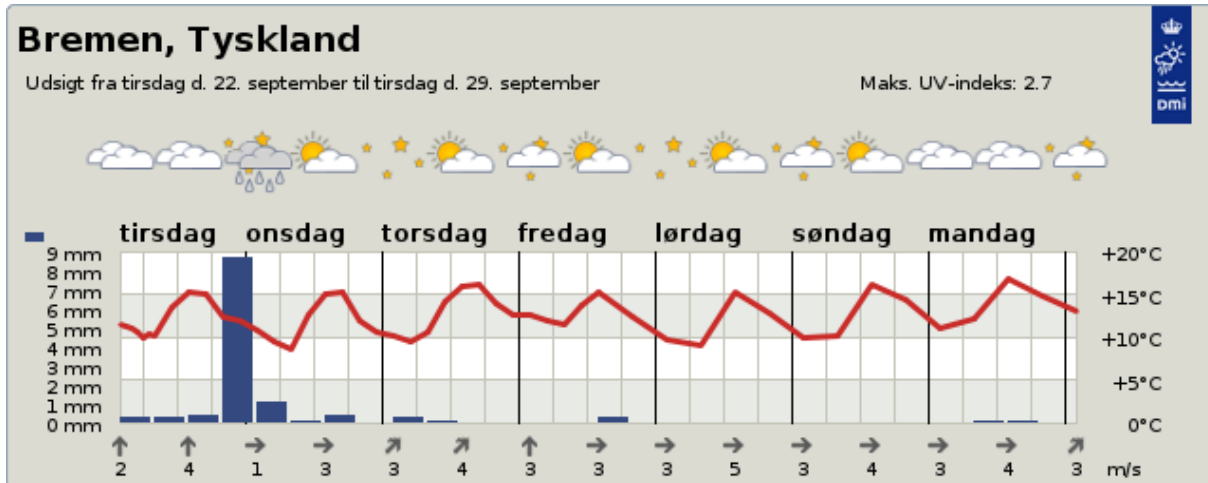 Bremen, Tyskland
Udsigt fra tirsdag d. 22. september til tirsdag d. 29. september
Maks. UV-indeks: 2.7
DMI
tirsdag onsdag torsdag fredag lørdag søndag mandag
9 mm +20°C
8 mm
7 mm +15°C
6 mm
5 mm +10°C
4 mm
3 mm
2 mm +5°C
1 mm
0 mm 0°C
2 4 1 3 3 4 3 3 3 5 3 4 3 4 3 m/s